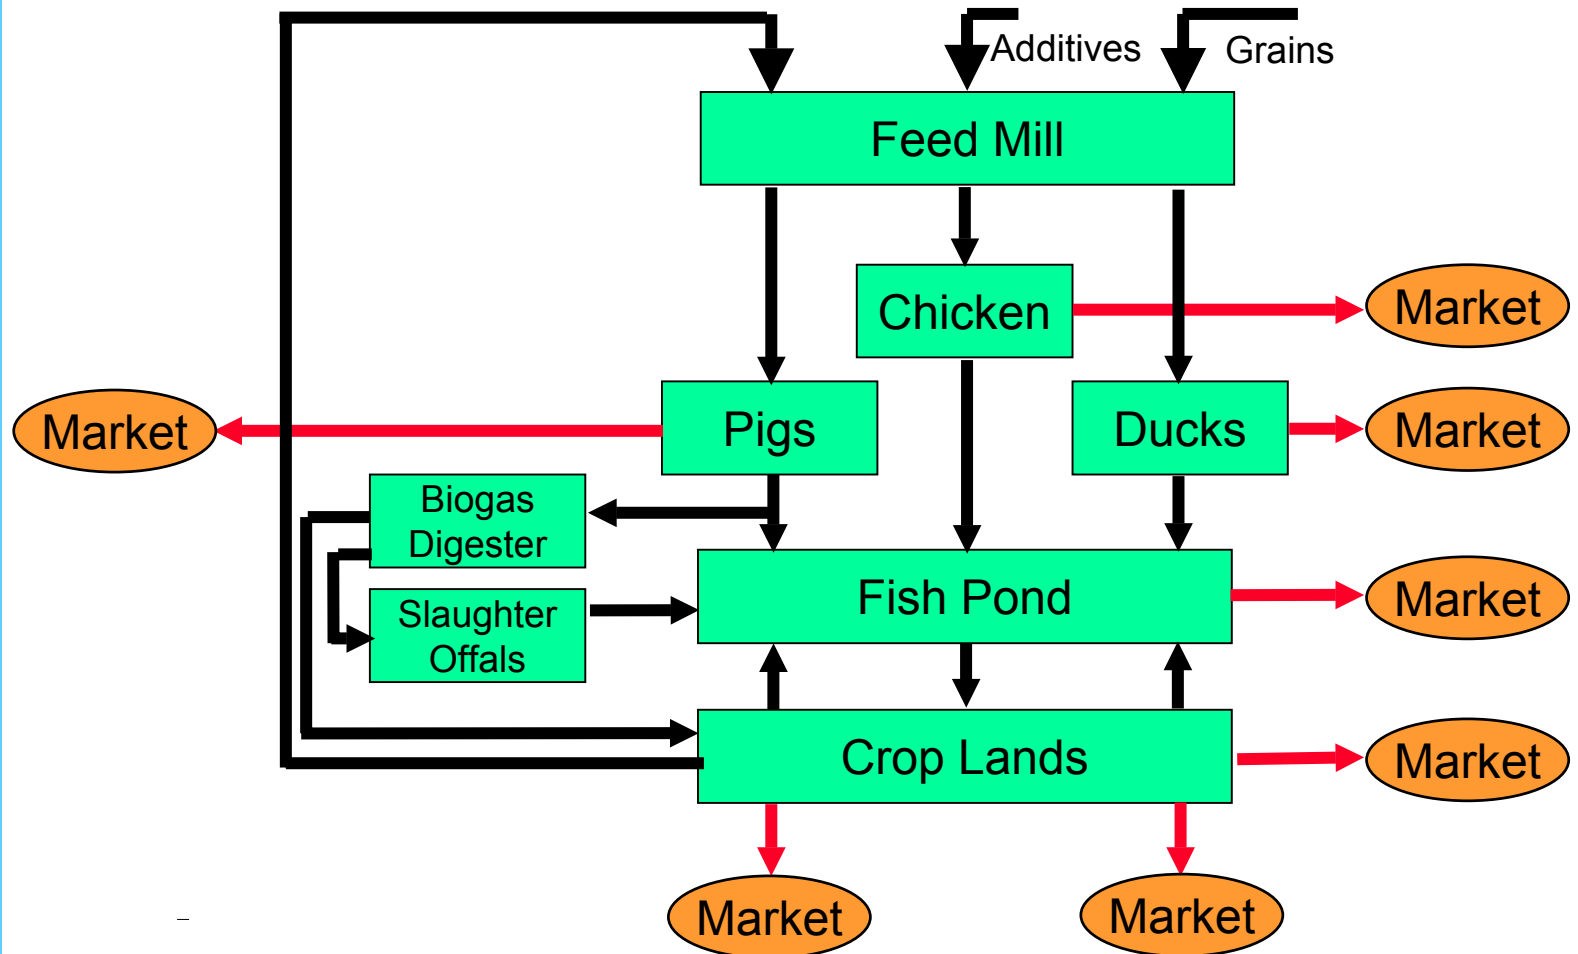 Additives
Grains
Feed Mill
Chicken
Market
Market
Pigs
Ducks
Market
Biogas
Digester
Fish Pond
Market
Slaughter
Offals
Crop Lands
Market
Market
Market